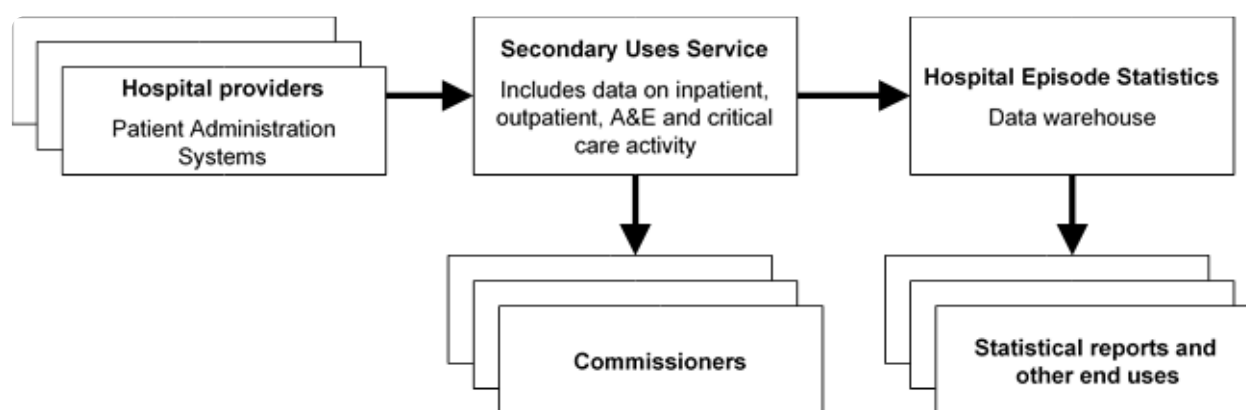 Hospital providers
Patient Administration
Systems
Secondary Uses Service
Includes data on inpatient,
outpatient, A&E and critical
care activity
Hospital Episode Statistics
Data warehouse
Commissioners
Statistical reports and
other end uses